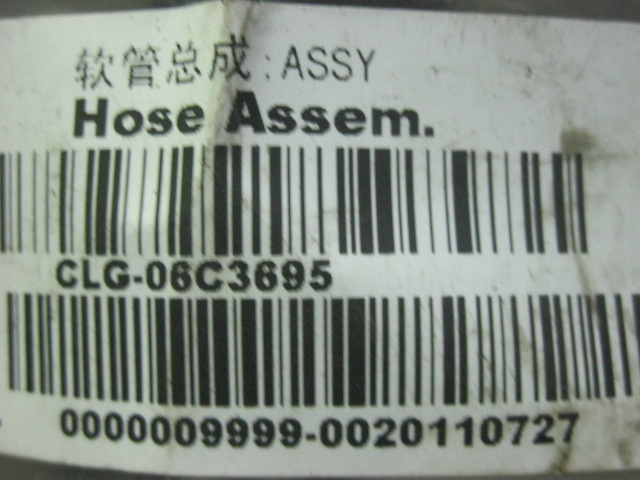 软管总成:ASSY
Hose Assem.
CLG-06C3695
0000009999-0020110727